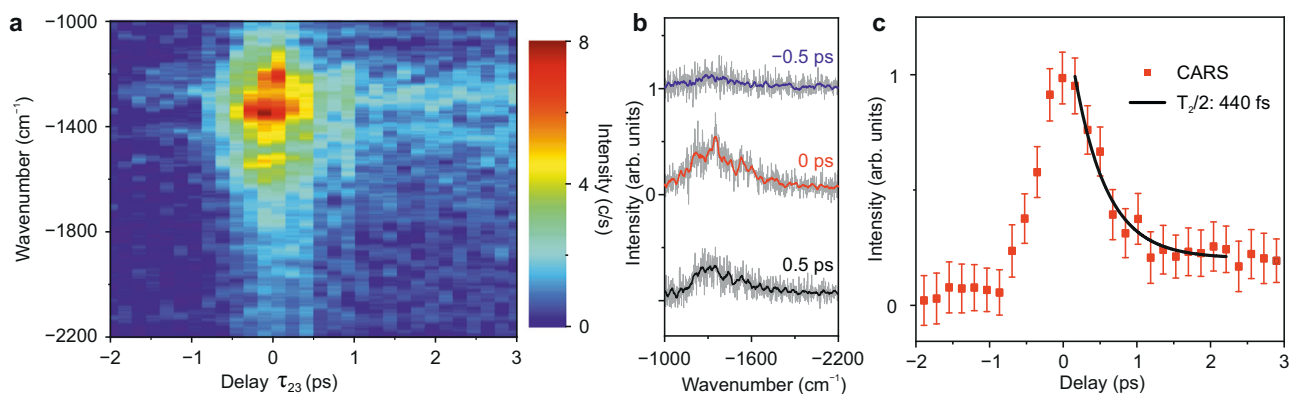 a
−1000
−1400
−1800
−2200
Wavenumber (cm⁻¹)
−2
−1
0
1
2
3
Delay τ₂₃ (ps)
8
4
0
Intensity (c/s)
b
−0.5 ps
1
0 ps
0
0.5 ps
Intensity (arb. units)
−1000
−1600
−2200
Wavenumber (cm⁻¹)
c
CARS
T₂/2: 440 fs
1
0
Intensity (arb. units)
−2
−1
0
1
2
3
Delay (ps)